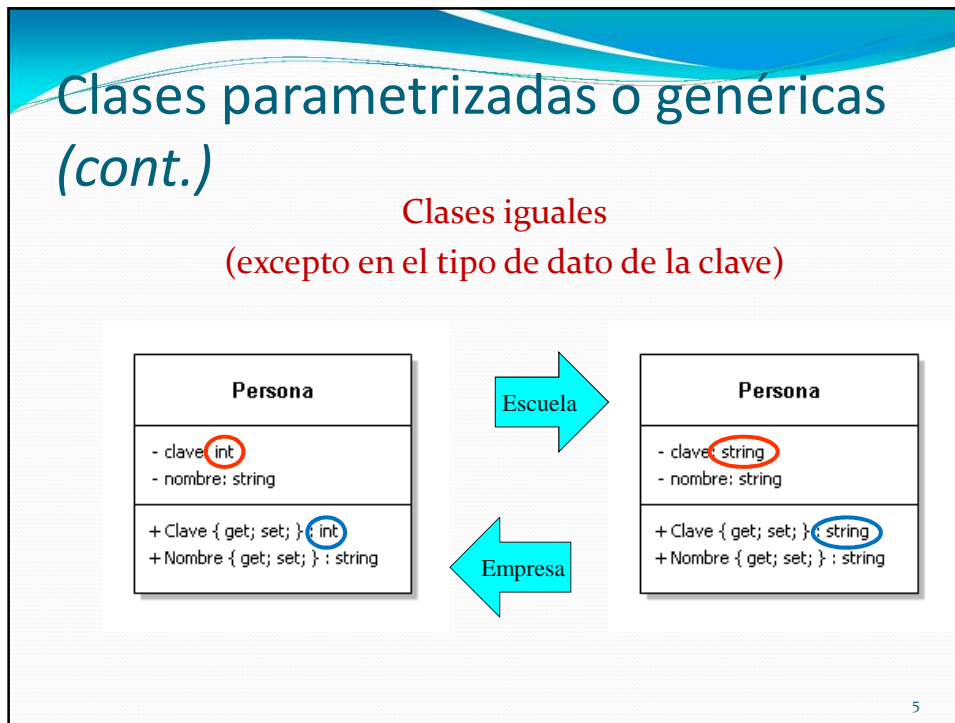 Clases parametrizadas o genéricas
(cont.)
Clases iguales
(excepto en el tipo de dato de la clave)
Persona
- clave: int
- nombre: string
+ Clave { get; set; } : int
+ Nombre { get; set; } : string
Escuela
Empresa
Persona
- clave: string
- nombre: string
+ Clave { get; set; } : string
+ Nombre { get; set; } : string
5